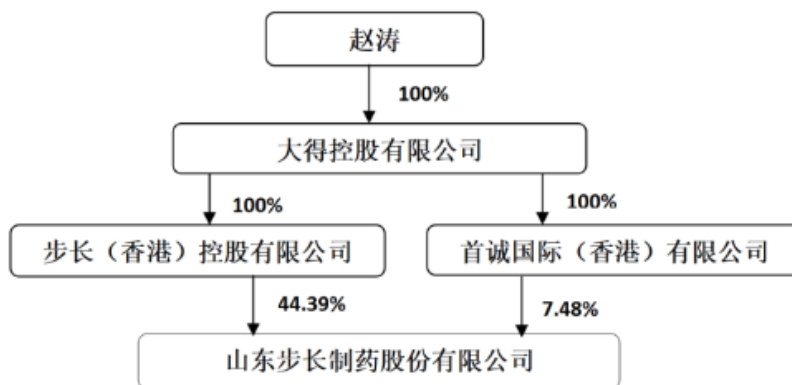 赵涛
100%
大得控股有限公司
100%
100%
步长（香港）控股有限公司
首诚国际（香港）有限公司
44.39%
7.48%
山东步长制药股份有限公司